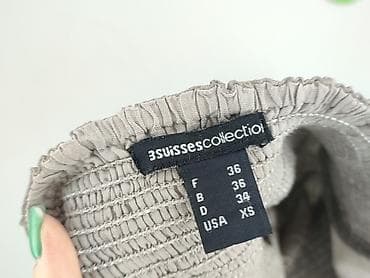 3suissescollection
F 36
B 36
D 34
USA XS